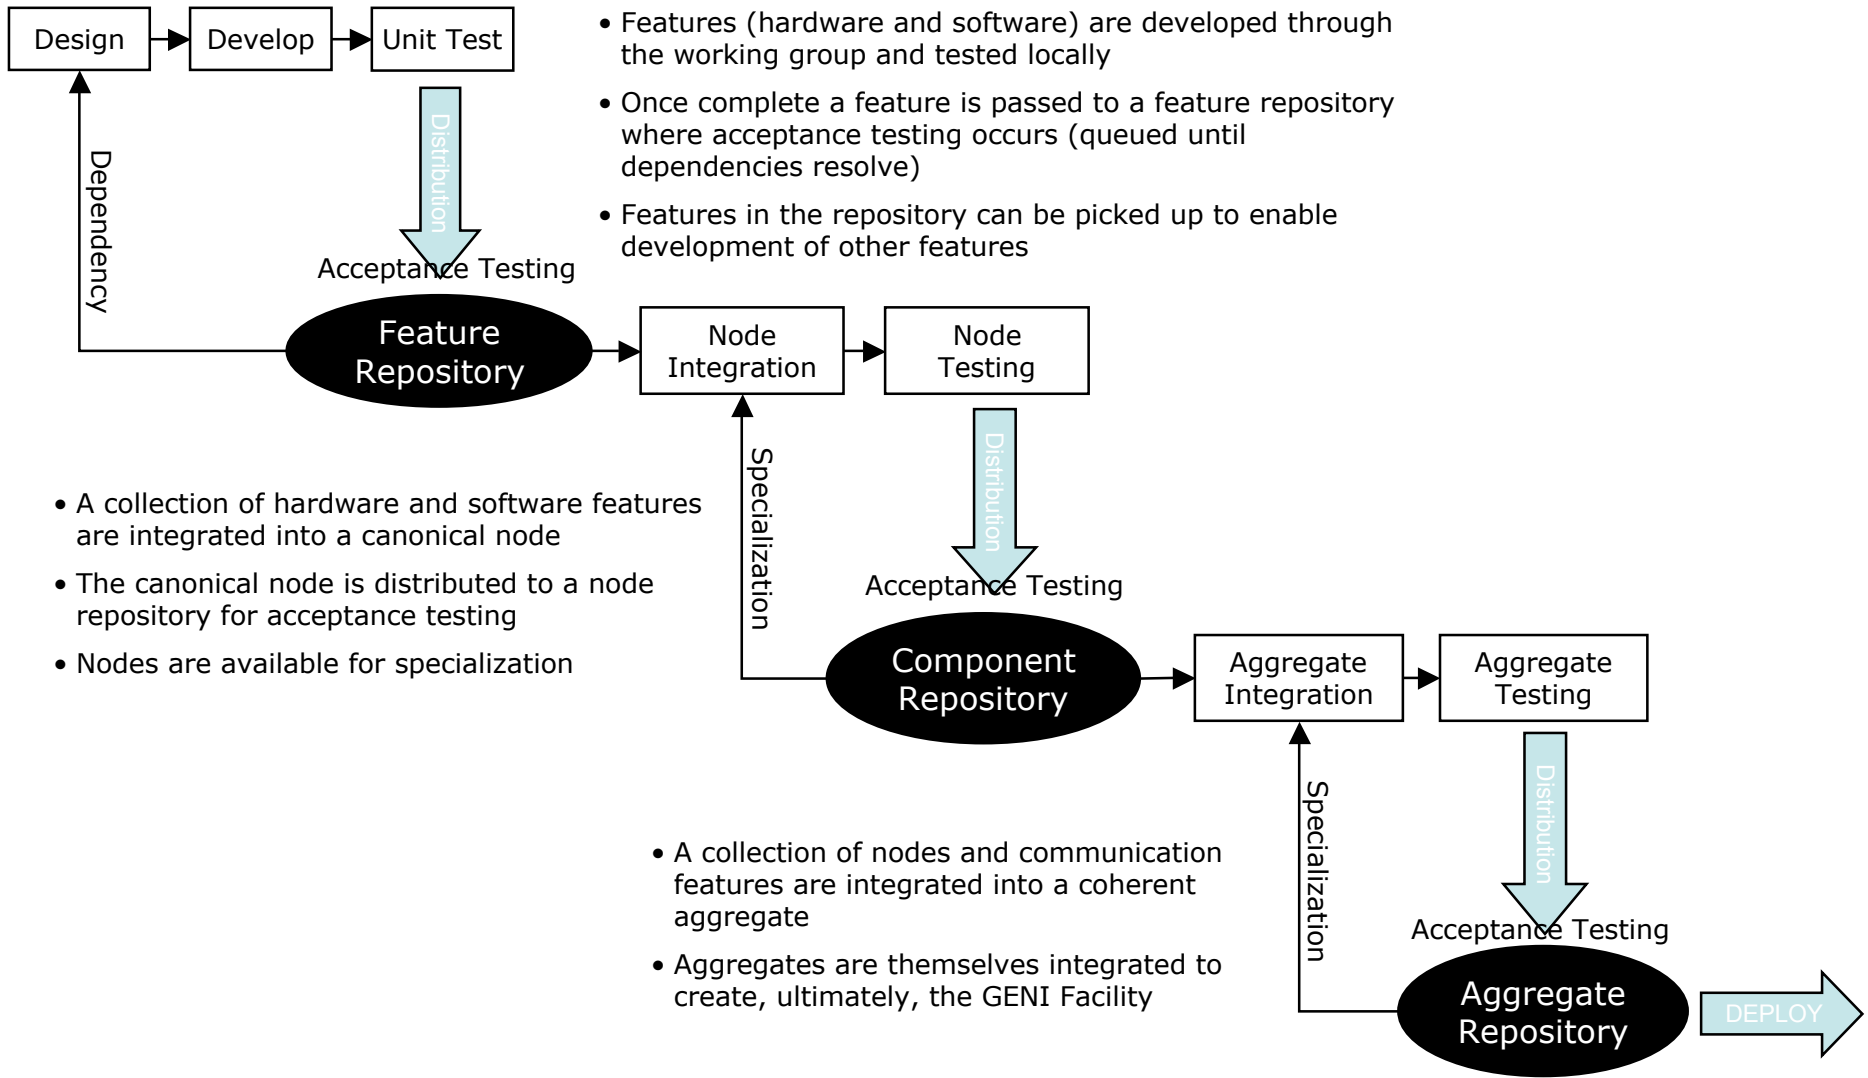 Design
Develop
Unit Test
• Features (hardware and software) are developed through
the working group and tested locally
• Once complete a feature is passed to a feature repository
where acceptance testing occurs (queued until
dependencies resolve)
• Features in the repository can be picked up to enable
development of other features
Distribution
Dependency
Acceptance Testing
Feature
Repository
Node
Integration
Node
Testing
Specialization
Distribution
• A collection of hardware and software features
are integrated into a canonical node
• The canonical node is distributed to a node
repository for acceptance testing
• Nodes are available for specialization
Acceptance Testing
Component
Repository
Aggregate
Integration
Aggregate
Testing
Specialization
Distribution
• A collection of nodes and communication
features are integrated into a coherent
aggregate
• Aggregates are themselves integrated to
create, ultimately, the GENI Facility
Acceptance Testing
Aggregate
Repository
DEPLOY